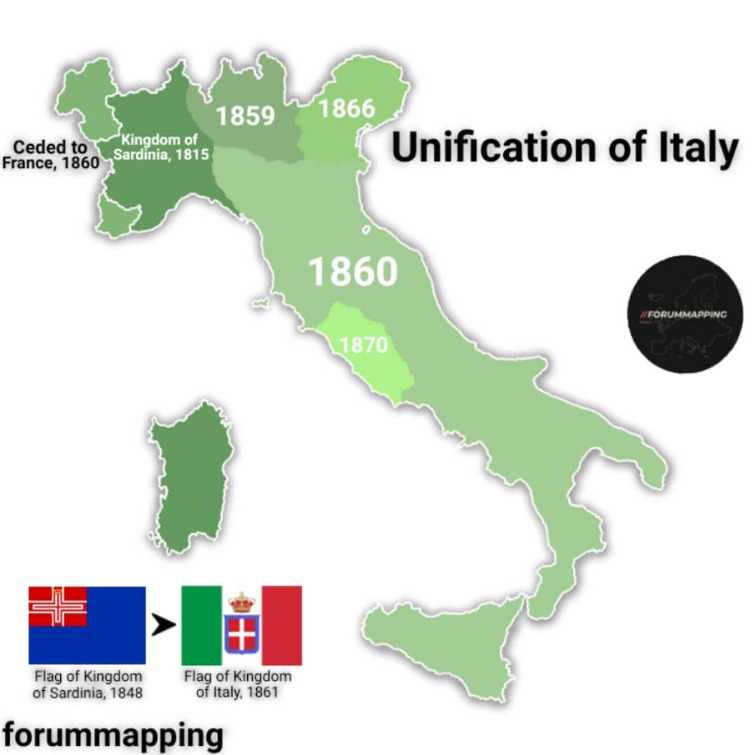 Unification of Italy
1859
1866
Ceded to
France, 1860
Kingdom of
Sardinia, 1815
1860
1870
//FORUMMAPPING
Flag of Kingdom
of Sardinia, 1848
Flag of Kingdom
of Italy, 1861
forummapping